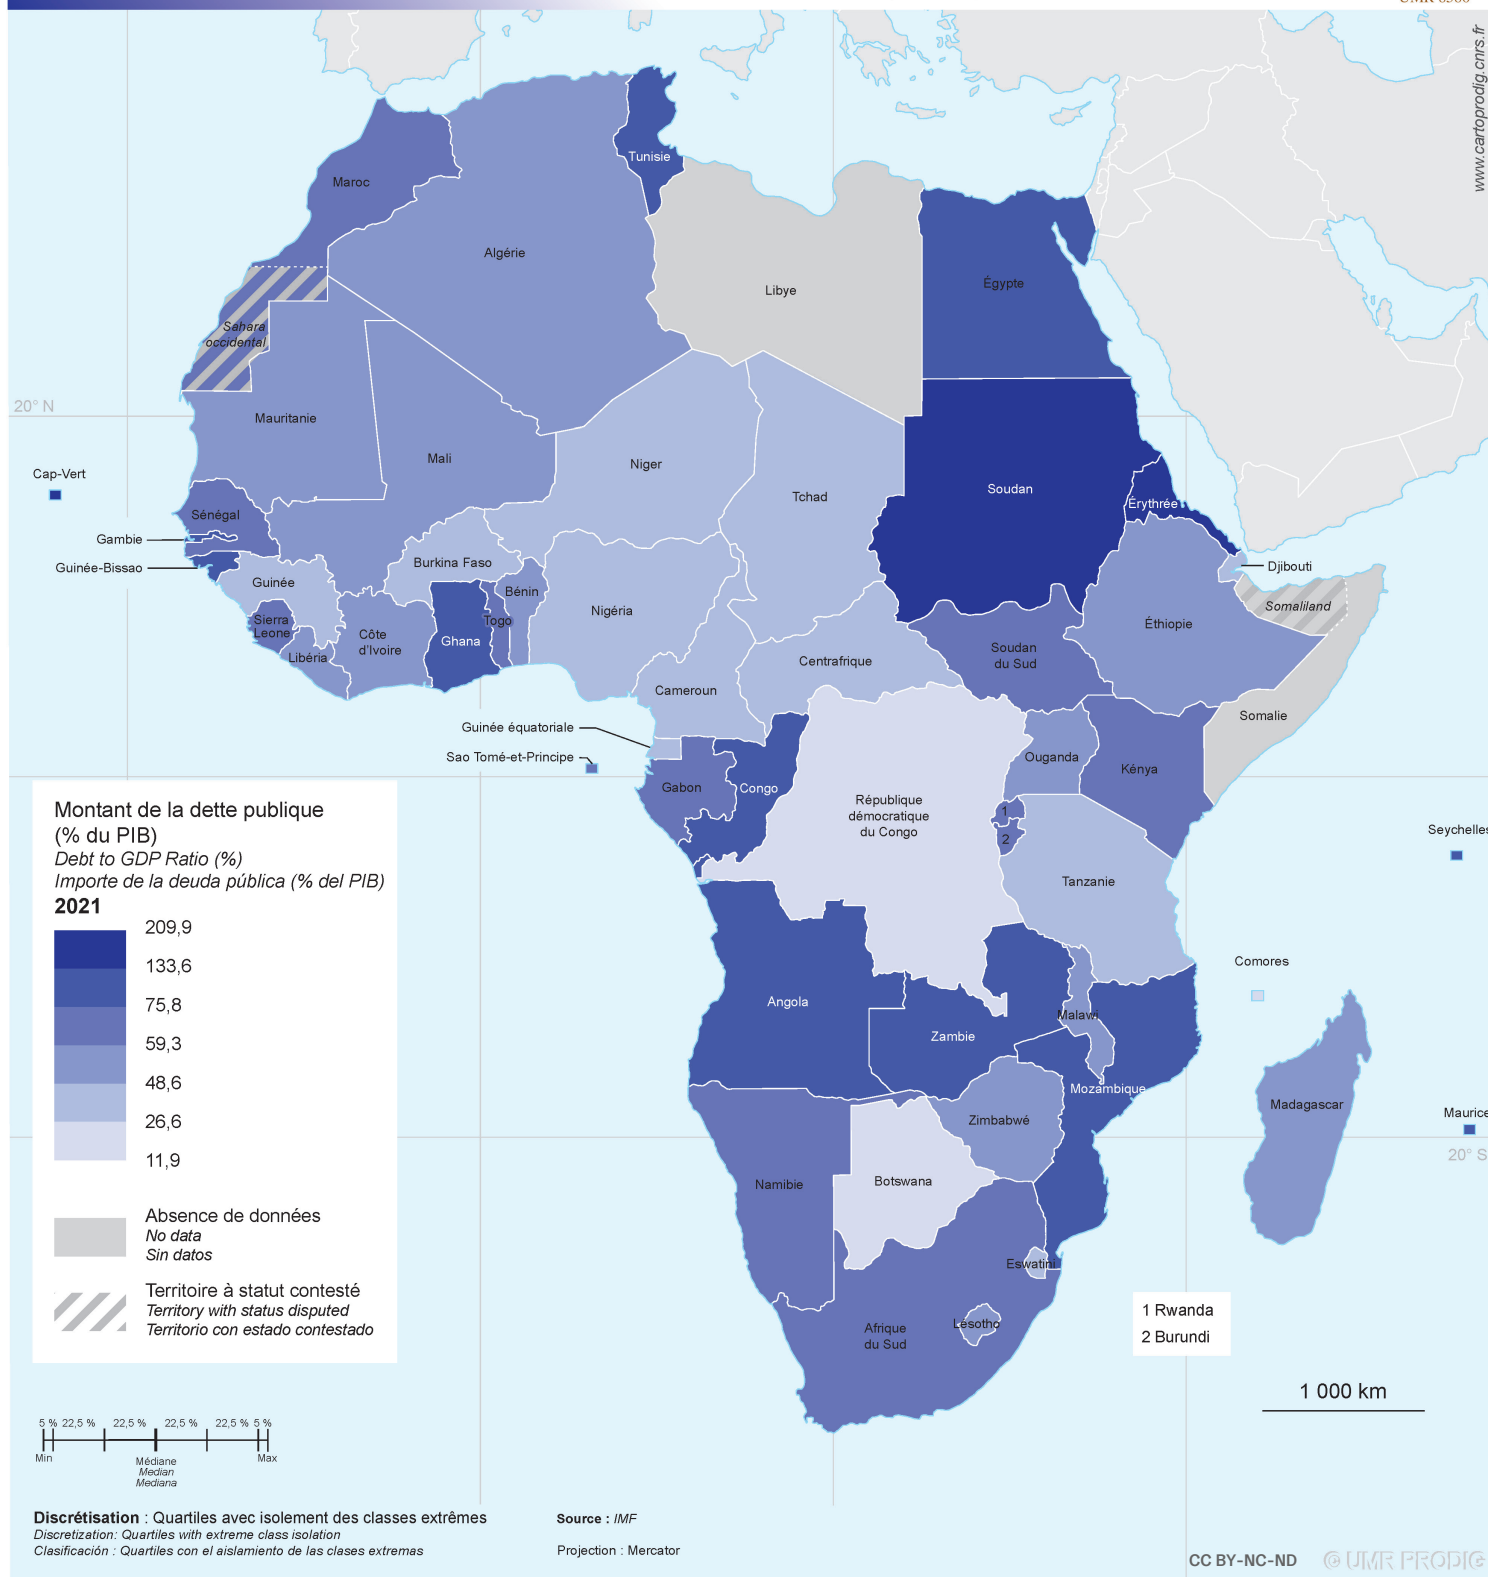 UMR 8586
www.cartoprodig.cnrs.fr
Tunisie
Maroc
Algérie
Libye
Égypte
Sahara
occidental
20° N
Mauritanie
Mali
Niger
Tchad
Soudan
Érythrée
Cap-Vert
Sénégal
Gambie
Guinée-Bissao
Guinée
Burkina Faso
Bénin
Djibouti
Sierra
Leone
Côte
d'Ivoire
Ghana
Togo
Nigéria
Somaliland
Éthiopie
Libéria
Centrafrique
Soudan
du Sud
Cameroun
Somalie
Guinée équatoriale
Sao Tomé-et-Principe
Gabon
Congo
Ouganda
Kénya
République
démocratique
du Congo
1
2
Seychelles
Tanzanie
Comores
Angola
Zambie
Malawi
Mozambique
Madagascar
Maurice
20° S
Zimbabwé
Namibie
Botswana
Eswatini
Lésotho
Afrique
du Sud
Montant de la dette publique
(% du PIB)
Debt to GDP Ratio (%)
Importe de la deuda pública (% del PIB)
2021
209,9
133,6
75,8
59,3
48,6
26,6
11,9
Absence de données
No data
Sin datos
Territoire à statut contesté
Territory with status disputed
Territorio con estado contestado
1 Rwanda
2 Burundi
1 000 km
5 % 22,5 % 22,5 % 22,5 % 22,5 % 5 %
Min
Médiane
Median
Mediana
Max
Discrétisation : Quartiles avec isolement des classes extrêmes
Discretization: Quartiles with extreme class isolation
Clasificación : Quartiles con el aislamiento de las clases extremas
Source : IMF
Projection : Mercator
CC BY-NC-ND
© UMR PRODIG